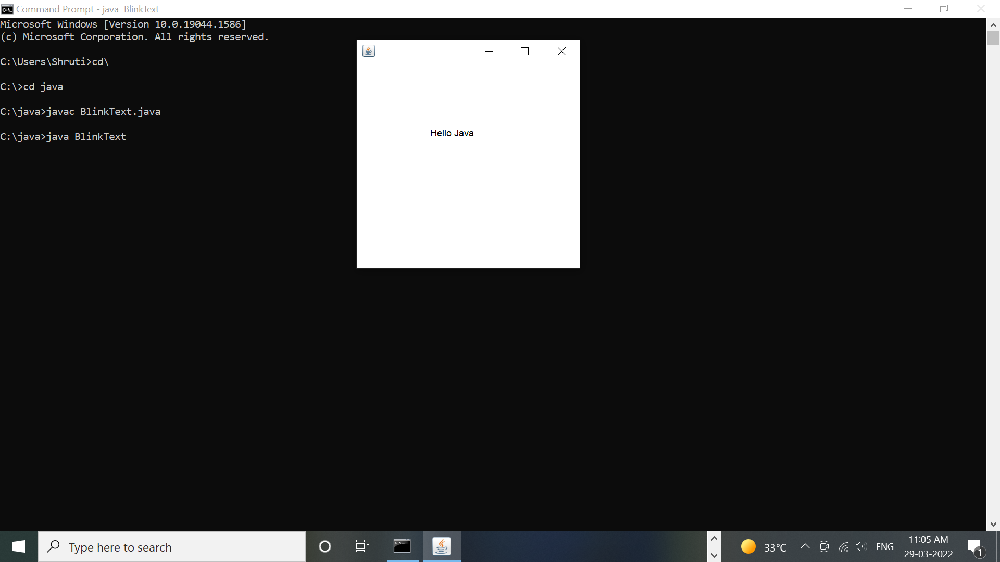 Command Prompt - java  BlinkText
Microsoft Windows [Version 10.0.19044.1586]
(c) Microsoft Corporation. All rights reserved.
C:\Users\Shruti>cd\
C:\>cd java
C:\java>javac BlinkText.java
C:\java>java BlinkText
Hello Java
Type here to search
33°C
ENG
11:05 AM
29-03-2022
1